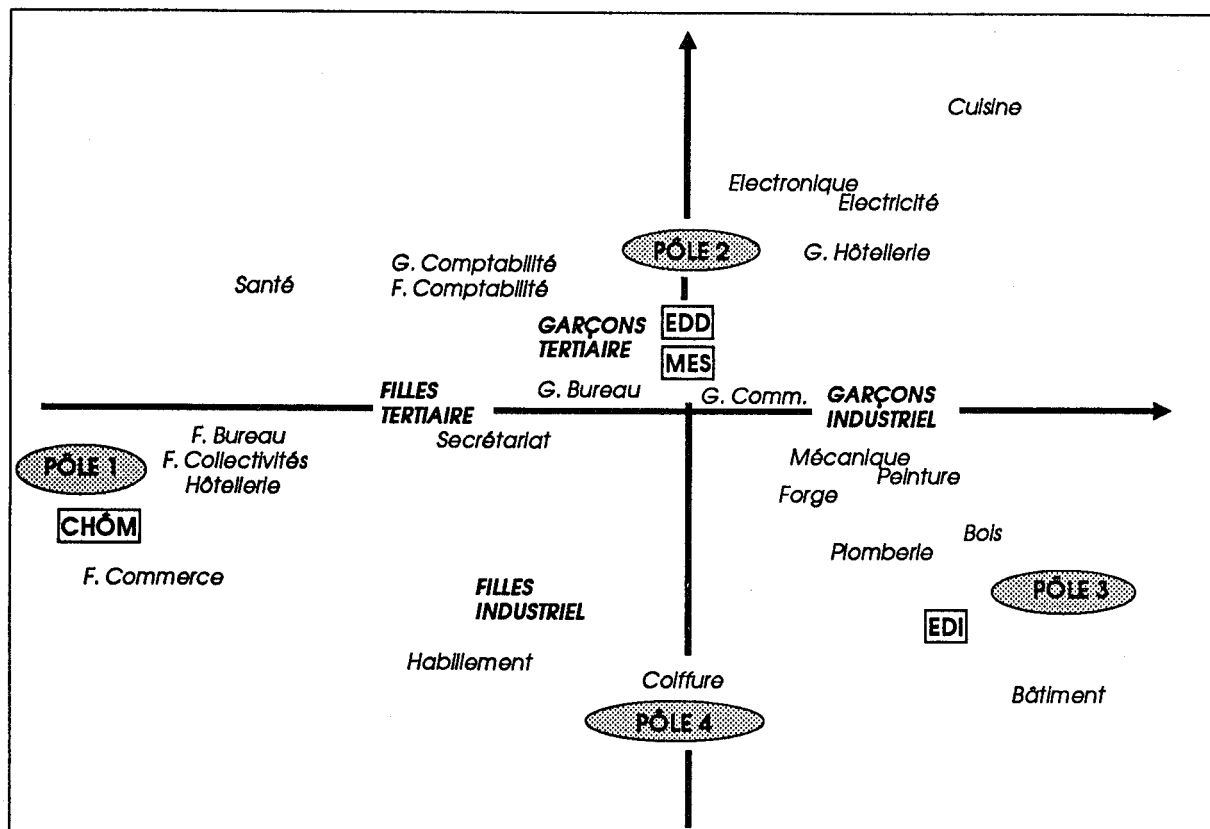 Cuisine
Electronique
Electricité
PÔLE 2
G. Hôtellerie
G. Comptabilité
F. Comptabilité
Santé
GARÇONS
TERTIAIRE
EDD
MES
FILLES
TERTIAIRE
G. Bureau
G. Comm.
GARÇONS
INDUSTRIEL
F. Bureau
F. Collectivités
Hôtellerie
Secrétariat
PÔLE 1
CHÔM
F. Commerce
Mécanique
Peinture
Forge
Bois
Plomberie
PÔLE 3
EDI
FILLES
INDUSTRIEL
Habillement
Coiffure
PÔLE 4
Bâtiment